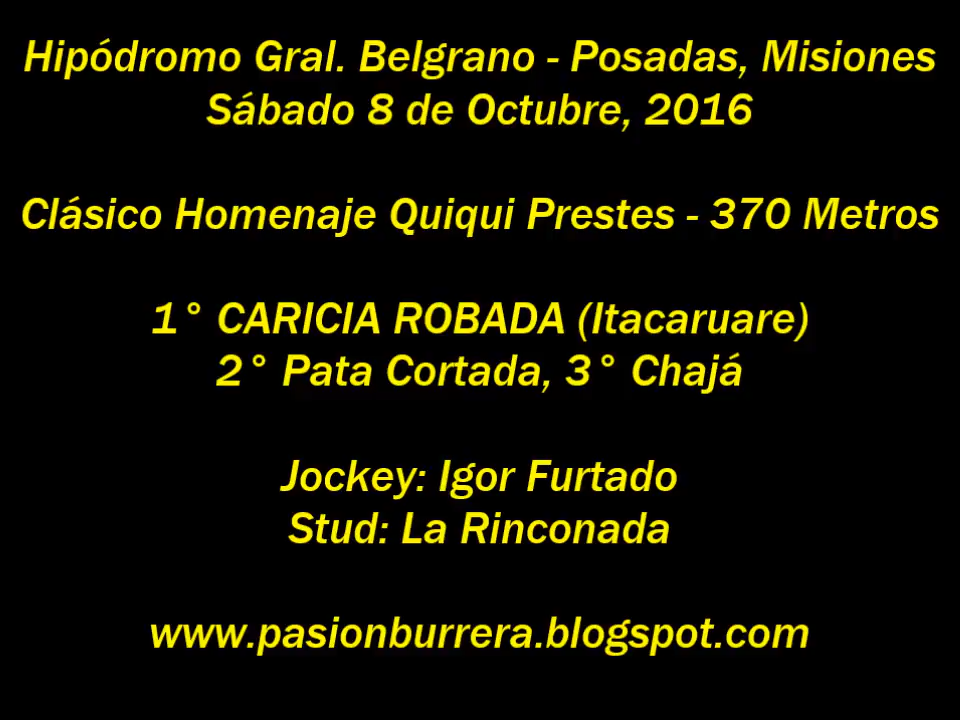 Hipódromo Gral. Belgrano - Posadas, Misiones
Sábado 8 de Octubre, 2016
Clásico Homenaje Quiqui Prestes - 370 Metros
1° CARICIA ROBADA (Itacaruare)
2° Pata Cortada, 3° Chajá
Jockey: Igor Furtado
Stud: La Rinconada
www.pasionburrera.blogspot.com